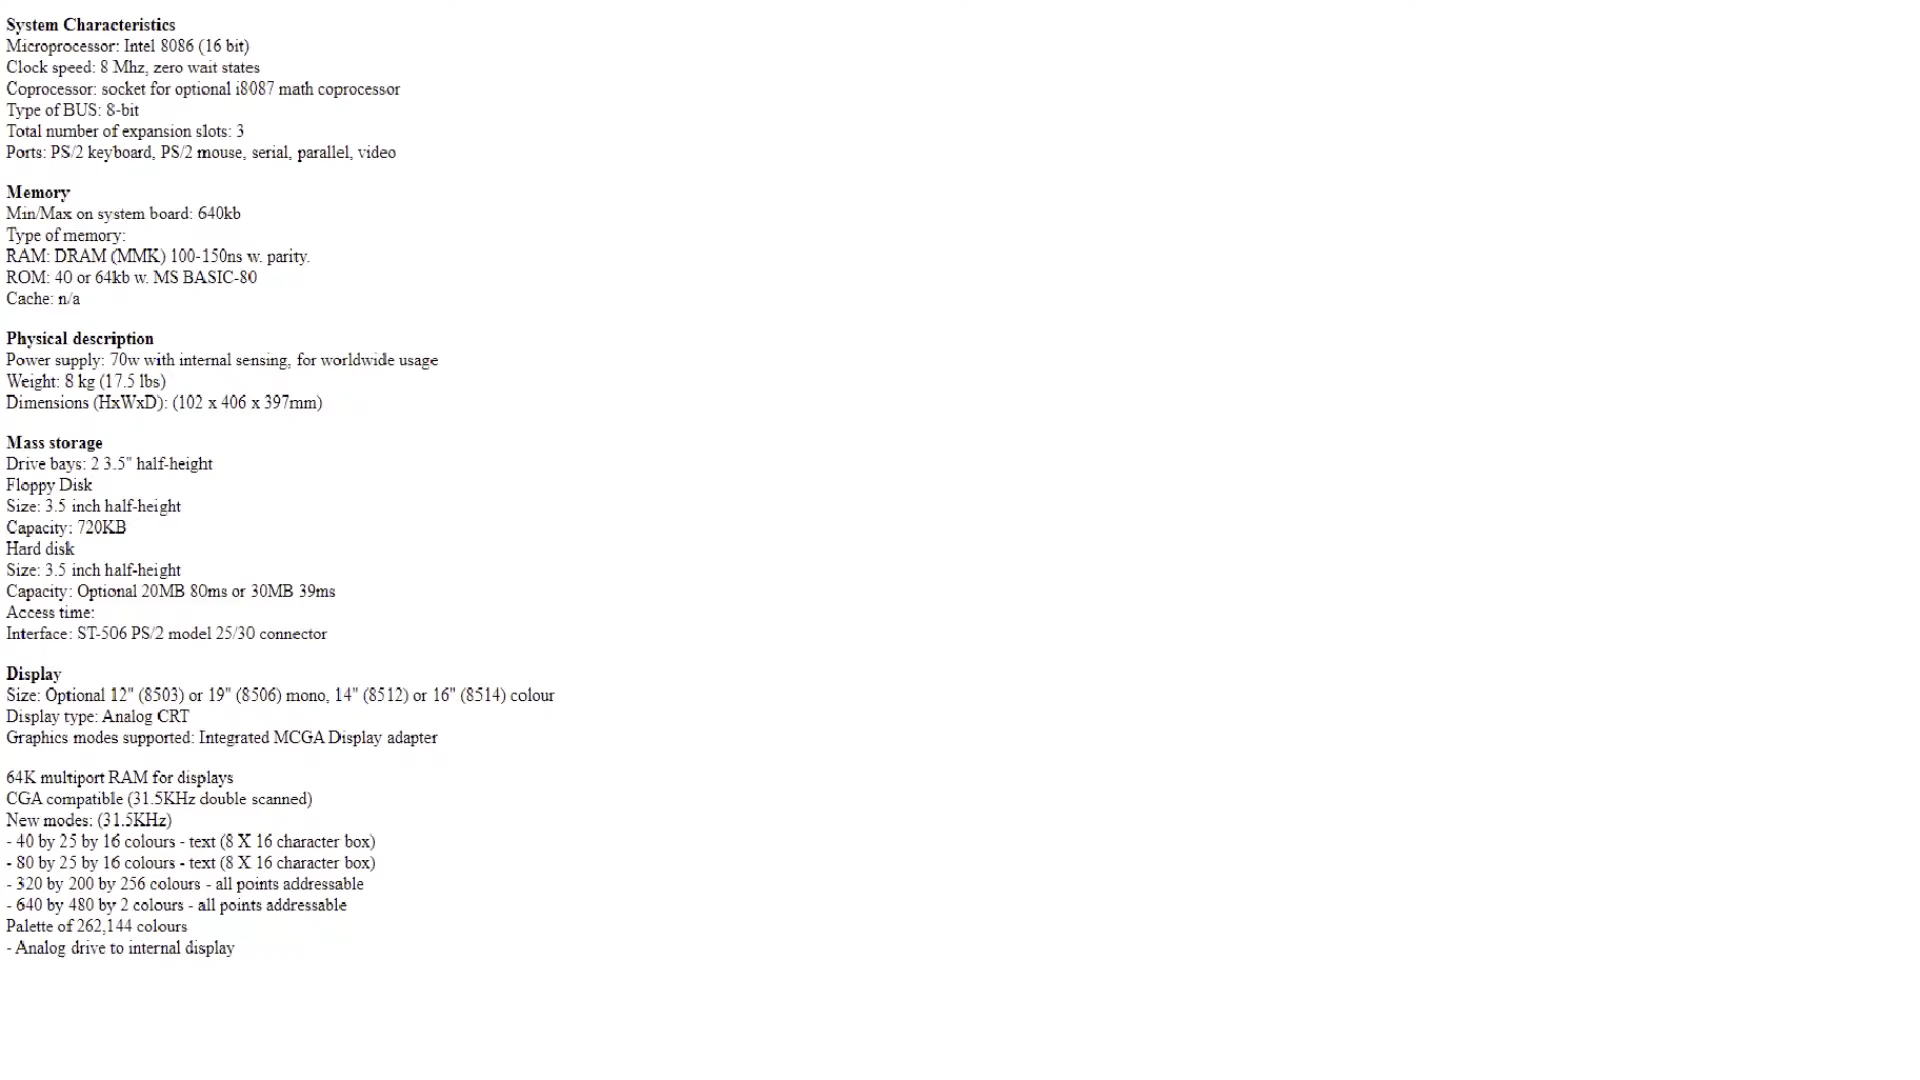 System Characteristics
Microprocessor: Intel 8086 (16 bit)
Clock speed: 8 Mhz, zero wait states
Coprocessor: socket for optional i8087 math coprocessor
Type of BUS: 8-bit
Total number of expansion slots: 3
Ports: PS/2 keyboard, PS/2 mouse, serial, parallel, video
Memory
Min/Max on system board: 640kb
Type of memory:
RAM: DRAM (MMK) 100-150ns w. parity.
ROM: 40 or 64kb w. MS BASIC-80
Cache: n/a
Physical description
Power supply: 70w with internal sensing, for worldwide usage
Weight: 8 kg (17.5 lbs)
Dimensions (HxWxD): (102 x 406 x 397mm)
Mass storage
Drive bays: 2 3.5" half-height
Floppy Disk
Size: 3.5 inch half-height
Capacity: 720KB
Hard disk
Size: 3.5 inch half-height
Capacity: Optional 20MB 80ms or 30MB 39ms
Access time:
Interface: ST-506 PS/2 model 25/30 connector
Display
Size: Optional 12" (8503) or 19" (8506) mono, 14" (8512) or 16" (8514) colour
Display type: Analog CRT
Graphics modes supported: Integrated MCGA Display adapter
64K multiport RAM for displays
CGA compatible (31.5KHz double scanned)
New modes: (31.5KHz)
- 40 by 25 by 16 colours - text (8 X 16 character box)
- 80 by 25 by 16 colours - text (8 X 16 character box)
- 320 by 200 by 256 colours - all points addressable
- 640 by 480 by 2 colours - all points addressable
Palette of 262,144 colours
- Analog drive to internal display